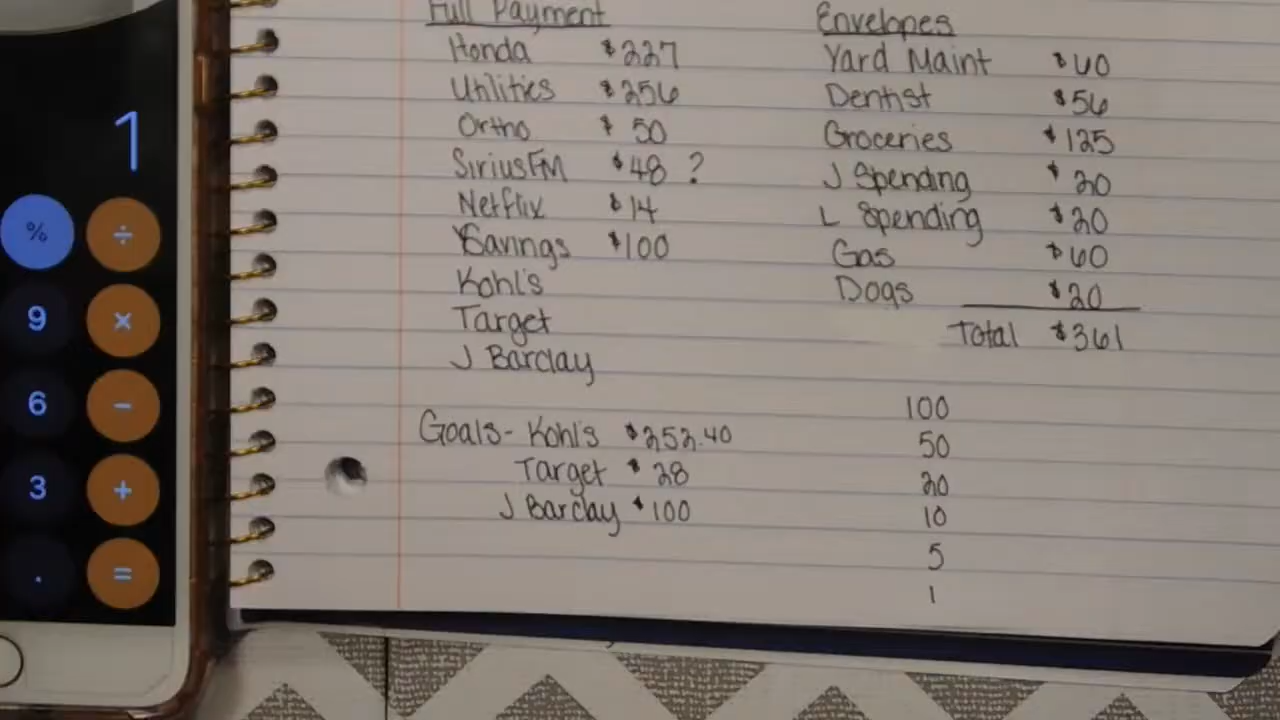 1
% ÷
9 ×
6 −
3 +
. =
Full Payment
Honda $227
Utilities $256
Ortho $50
SiriusFM $48 ?
Netflix $14
Savings $100
Kohl's
Target
J Barclay
Goals - Kohl's $252.40
Target $28
J Barclay $100
Envelopes
Yard Maint $60
Dentist $56
Groceries $125
J Spending $20
L Spending $20
Gas $60
Dogs $20
Total $361
100
50
20
10
5
1